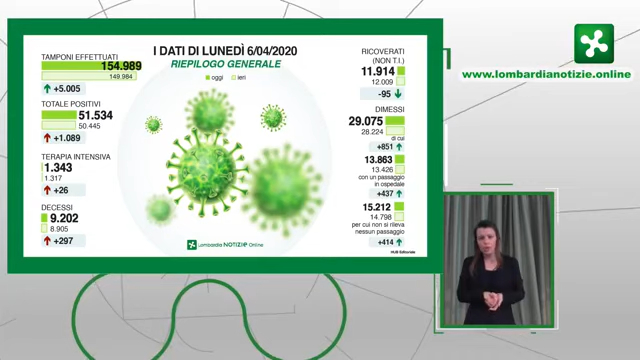 I DATI DI LUNEDÌ 6/04/2020
RIEPILOGO GENERALE
oggi ieri
TAMPONI EFFETTUATI
154.989
149.984
+5.005
TOTALE POSITIVI
51.534
50.445
+1.089
TERAPIA INTENSIVA
1.343
1.317
+26
DECESSI
9.202
8.905
+297
RICOVERATI
(NON T.I.)
11.914
12.009
-95
DIMESSI
29.075
28.224
di cui
+851
13.863
13.426
con un passaggio
in ospedale
+437
15.212
14.798
per cui non si rileva
nessun passaggio
+414
HUB Editoriale
Lombardia NOTIZIE Online
www.lombardianotizie.online